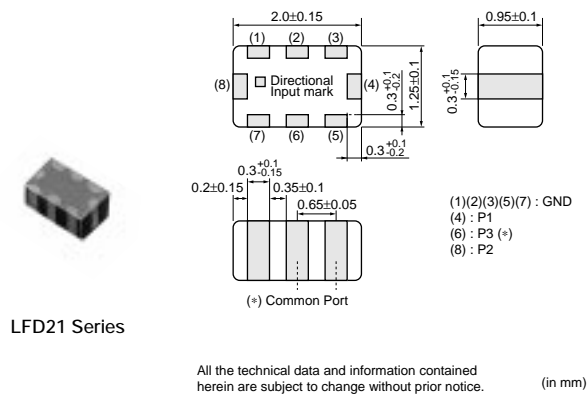 2.0±0.15
0.95±0.1
(1) (2) (3)
(8) Directional
Input mark (4)
(7) (6) (5)
0.3+0.1-0.2
1.25±0.1
0.3+0.1-0.15
0.3+0.1-0.2
0.3+0.1-0.15
0.2±0.15 0.35±0.1
0.65±0.05
(*) Common Port
(1)(2)(3)(5)(7) : GND
(4) : P1
(6) : P3 (*)
(8) : P2
LFD21 Series
All the technical data and information contained
herein are subject to change without prior notice.
(in mm)